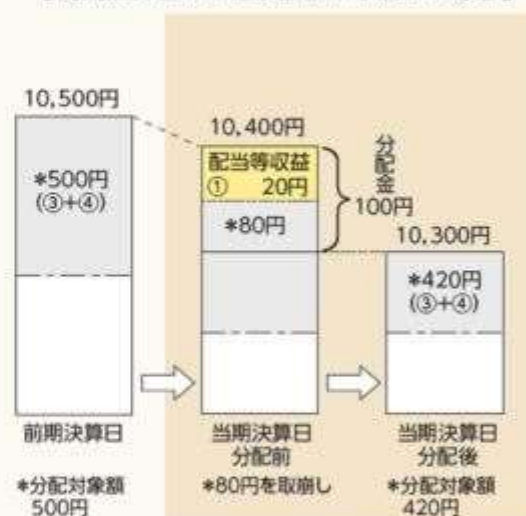 10,500円
*500円
(③+④)
前期決算日
*分配対象額
500円
10,400円
配当等収益
① 20円
*80円
分配金
100円
当期決算日
分配前
*80円を取崩し
10,300円
*420円
(③+④)
当期決算日
分配後
*分配対象額
420円